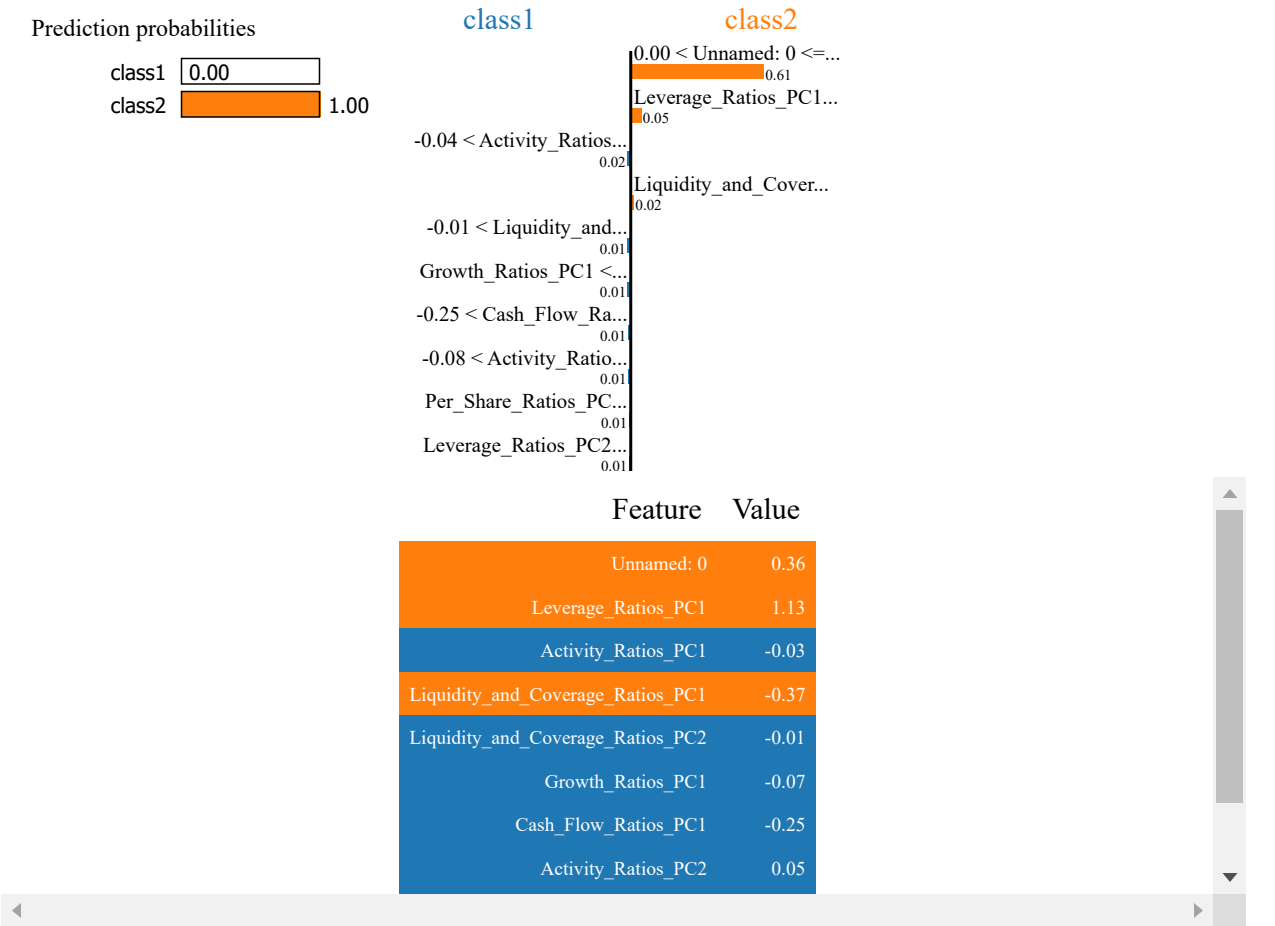 Prediction probabilities
class1 0.00
class2 1.00
class1 class2
0.00 < Unnamed: 0 <=...
0.61
Leverage_Ratios_PC1...
0.05
-0.04 < Activity_Ratios...
0.02
Liquidity_and_Cover...
0.02
-0.01 < Liquidity_and...
0.01
Growth_Ratios_PC1 <...
0.01
-0.25 < Cash_Flow_Ra...
0.01
-0.08 < Activity_Ratio...
0.01
Per_Share_Ratios_PC...
0.01
Leverage_Ratios_PC2...
0.01
Feature Value
Unnamed: 0 0.36
Leverage_Ratios_PC1 1.13
Activity_Ratios_PC1 -0.03
Liquidity_and_Coverage_Ratios_PC1 -0.37
Liquidity_and_Coverage_Ratios_PC2 -0.01
Growth_Ratios_PC1 -0.07
Cash_Flow_Ratios_PC1 -0.25
Activity_Ratios_PC2 0.05